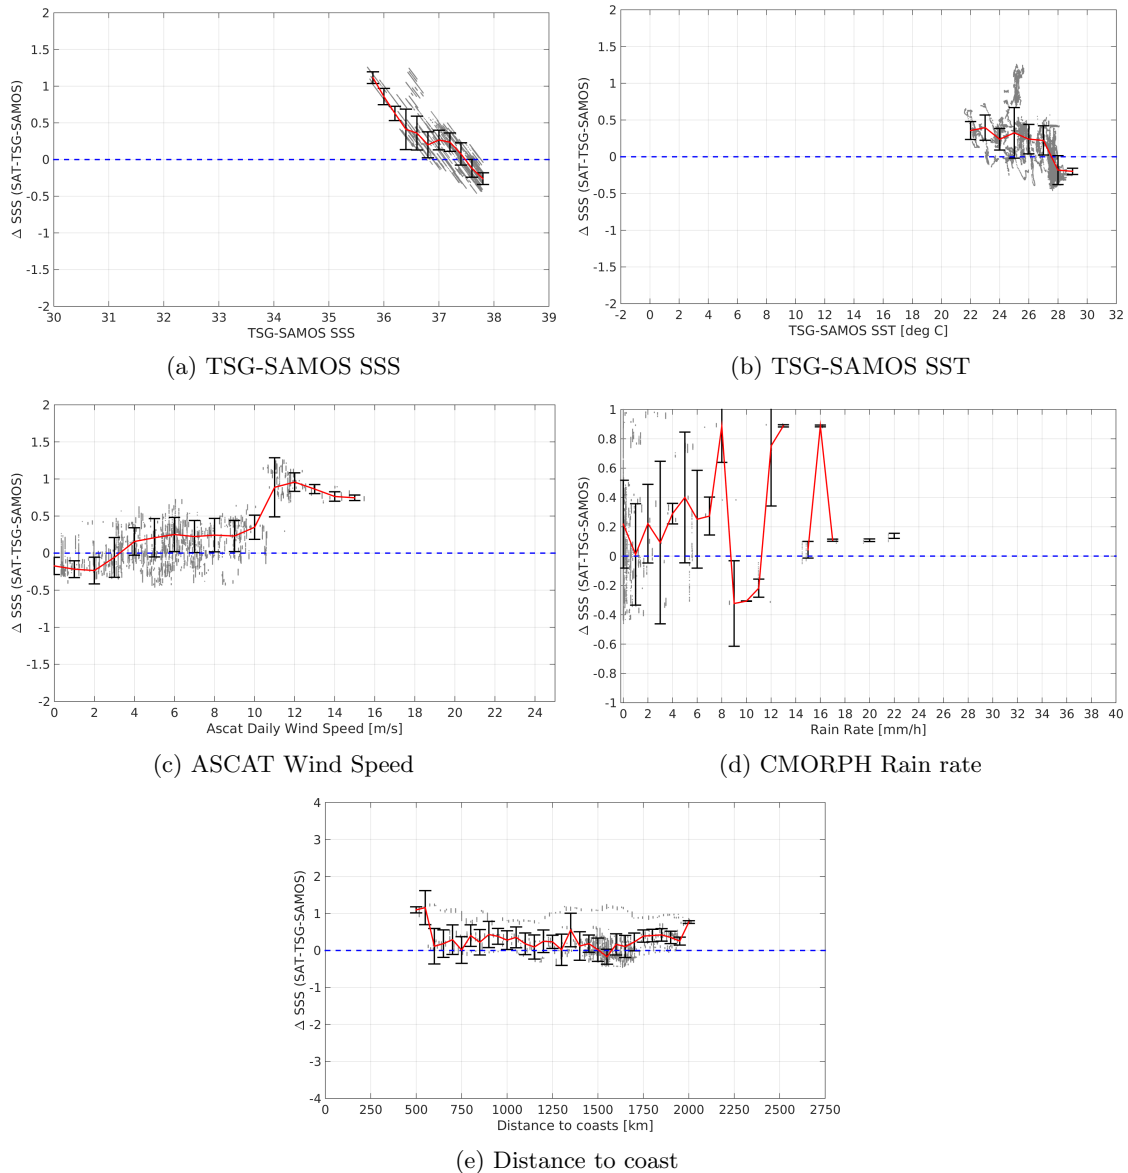 2
1.5
1
0.5
0
-0.5
-1
-1.5
-2
Δ SSS (SAT-TSG-SAMOS)
30 31 32 33 34 35 36 37 38 39
TSG-SAMOS SSS
(a) TSG-SAMOS SSS
2
1.5
1
0.5
0
-0.5
-1
-1.5
-2
Δ SSS (SAT-TSG-SAMOS)
-2 0 2 4 6 8 10 12 14 16 18 20 22 24 26 28 30 32
TSG-SAMOS SST [deg C]
(b) TSG-SAMOS SST
2
1.5
1
0.5
0
-0.5
-1
-1.5
-2
Δ SSS (SAT-TSG-SAMOS)
0 2 4 6 8 10 12 14 16 18 20 22 24
Ascat Daily Wind Speed [m/s]
(c) ASCAT Wind Speed
1
0.8
0.6
0.4
0.2
0
-0.2
-0.4
-0.6
-0.8
-1
Δ SSS (SAT-TSG-SAMOS)
0 2 4 6 8 10 12 14 16 18 20 22 24 26 28 30 32 34 36 38 40
Rain Rate [mm/h]
(d) CMORPH Rain rate
4
3
2
1
0
-1
-2
-3
-4
Δ SSS (SAT-TSG-SAMOS)
0 250 500 750 1000 1250 1500 1750 2000 2250 2500 2750
Distance to coasts [km]
(e) Distance to coast